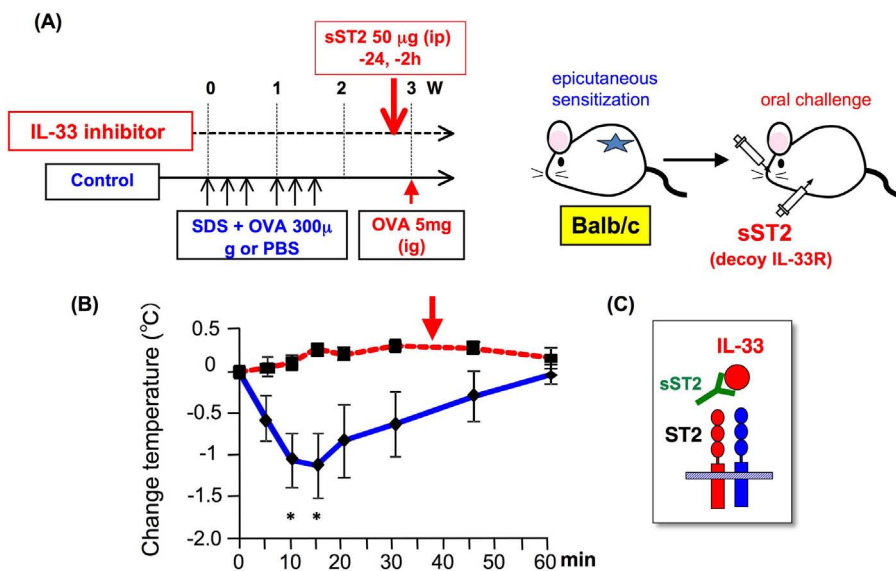 (A)
sST2 50 μg (ip)
-24, -2h
0 1 2 3 W
IL-33 inhibitor
Control
SDS + OVA 300μ
g or PBS
OVA 5mg
(ig)
epicutaneous
sensitization
oral challenge
Balb/c
sST2
(decoy IL-33R)
(B)
Change temperature (℃)
0.5
0
-0.5
-1.0
-1.5
-2.0
* *
0 10 20 30 40 50 60 min
(C)
IL-33
sST2
ST2